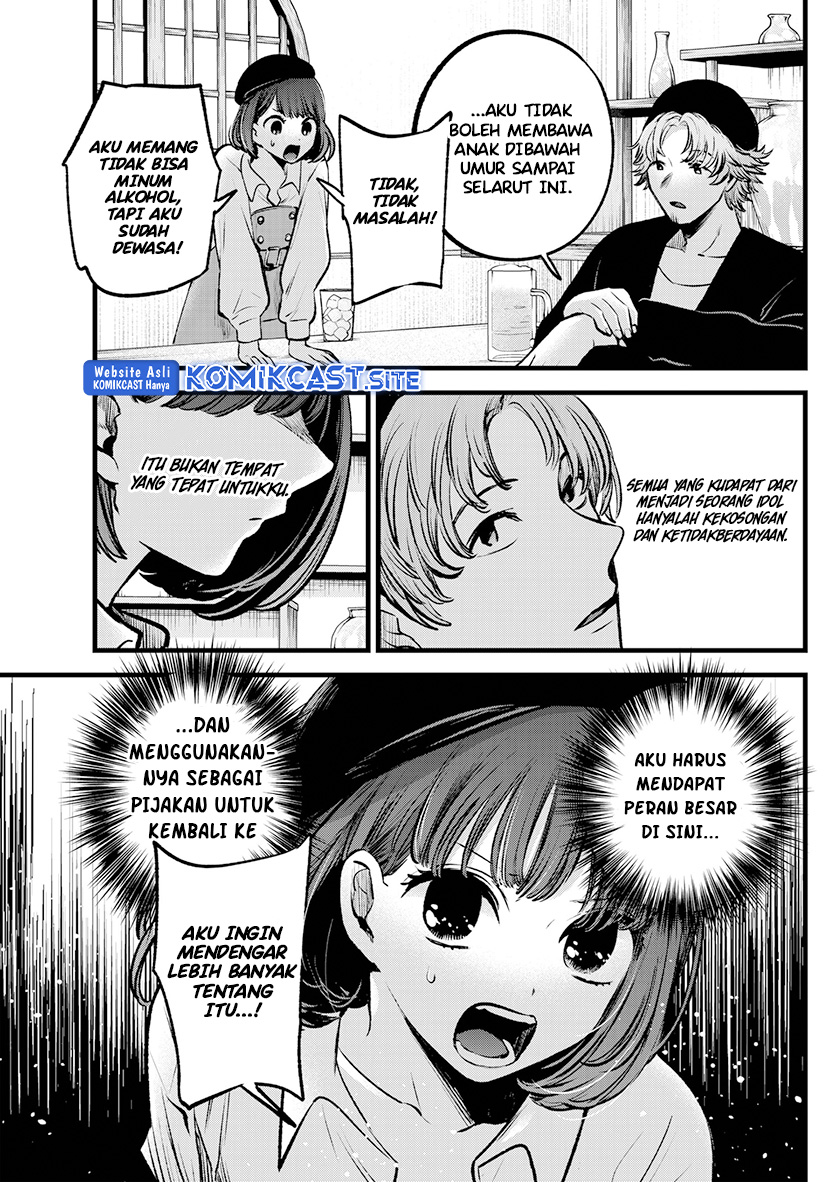 ...AKU TIDAK
BOLEH MEMBAWA
ANAK DIBAWAH
UMUR SAMPAI
SELARUT INI.
TIDAK,
TIDAK
MASALAH!
AKU MEMANG
TIDAK BISA
MINUM
ALKOHOL,
TAPI AKU
SUDAH
DEWASA!
Website Asli
KOMIKCAST Hanya
KOMIKCAST.SITE
SEMUA YANG KUDAPAT DARI
MENJADI SEORANG IDOL
HANYALAH KEKOSONGAN
DAN KETIDAKBERDAYAAN.
ITU BUKAN TEMPAT
YANG TEPAT UNTUKKU.
AKU HARUS
MENDAPAT
PERAN BESAR
DI SINI...
...DAN
MENGGUNAKAN-
NYA SEBAGAI
PIJAKAN UNTUK
KEMBALI KE
AKU INGIN
MENDENGAR
LEBIH BANYAK
TENTANG
ITU...!